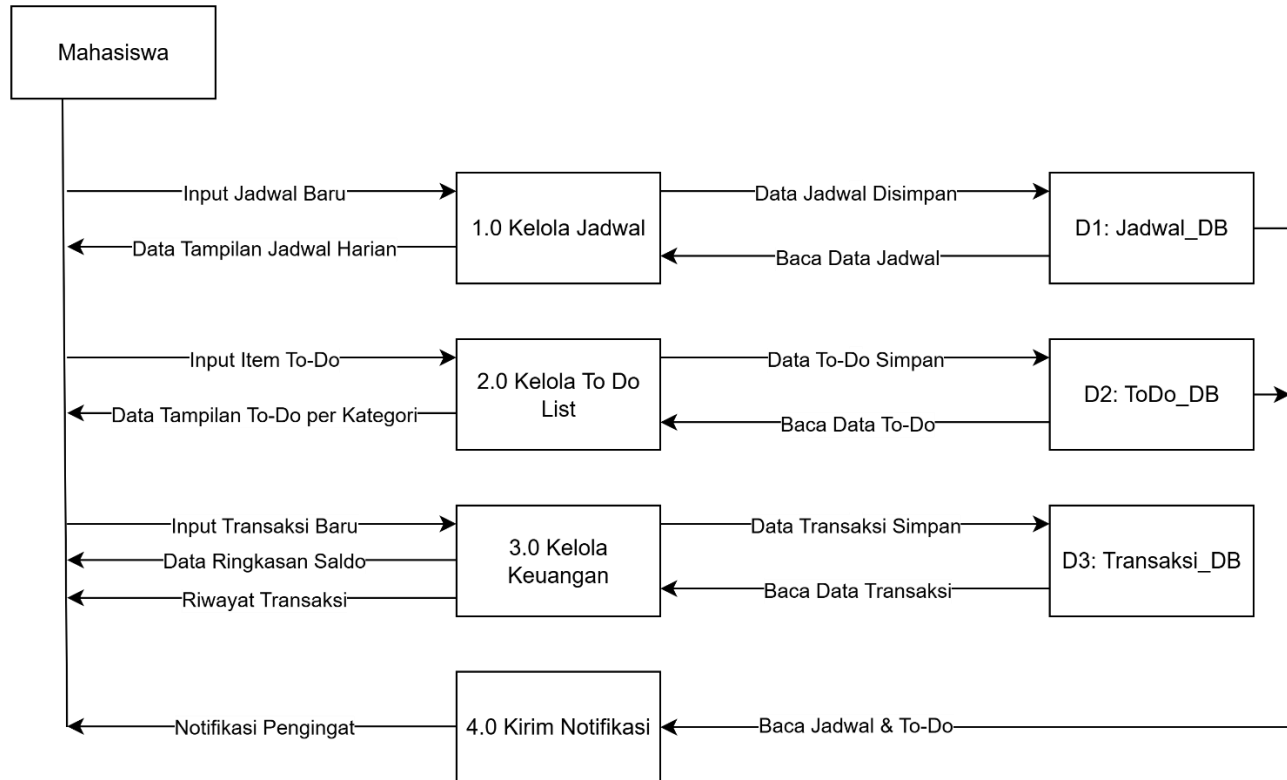 Mahasiswa
Input Jadwal Baru
Data Jadwal Disimpan
1.0 Kelola Jadwal
D1: Jadwal_DB
Data Tampilan Jadwal Harian
Baca Data Jadwal
Input Item To-Do
Data To-Do Simpan
2.0 Kelola To Do
List
D2: ToDo_DB
Data Tampilan To-Do per Kategori
Baca Data To-Do
Input Transaksi Baru
Data Transaksi Simpan
3.0 Kelola
Keuangan
D3: Transaksi_DB
Data Ringkasan Saldo
Riwayat Transaksi
Baca Data Transaksi
Notifikasi Pengingat
4.0 Kirim Notifikasi
Baca Jadwal & To-Do